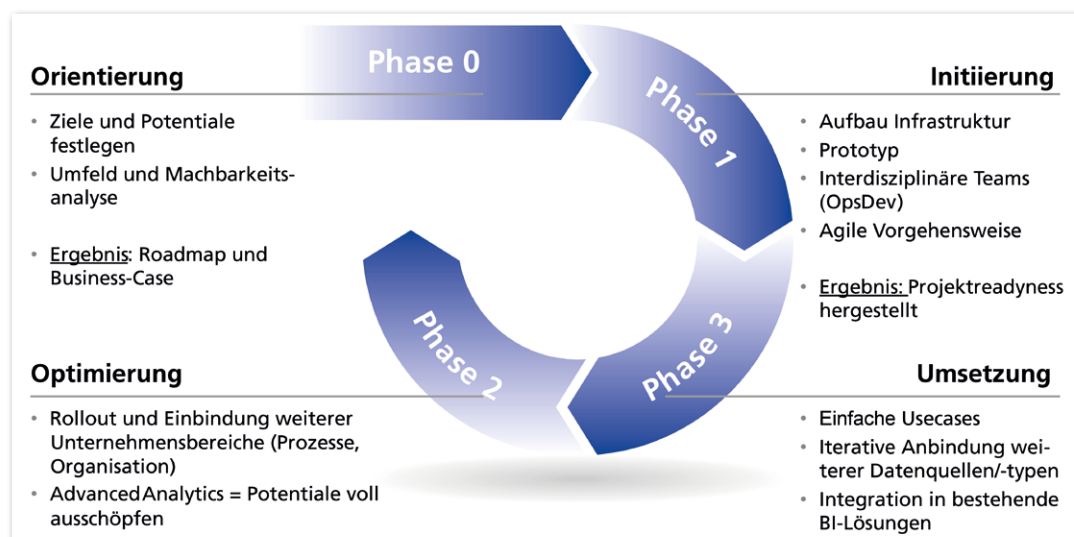 Phase 0
Orientierung
• Ziele und Potentiale
festlegen
• Umfeld und Machbarkeits-
analyse
• Ergebnis: Roadmap und
Business-Case
Phase 1
Initiierung
• Aufbau Infrastruktur
• Prototyp
• Interdisziplinäre Teams
(OpsDev)
• Agile Vorgehensweise
• Ergebnis: Projektreadyness
hergestellt
Phase 2
Optimierung
• Rollout und Einbindung weiterer
Unternehmensbereiche (Prozesse,
Organisation)
• Advanced Analytics = Potentiale voll
ausschöpfen
Phase 3
Umsetzung
• Einfache Usecases
• Iterative Anbindung wei-
terer Datenquellen/-typen
• Integration in bestehende
BI-Lösungen